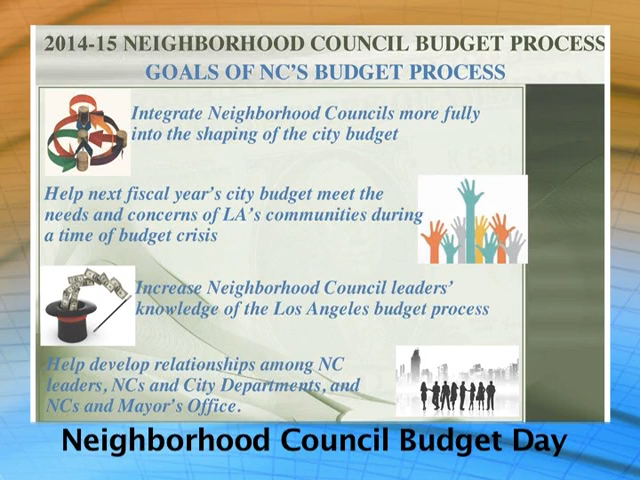 2014-15 NEIGHBORHOOD COUNCIL BUDGET PROCESS
GOALS OF NC'S BUDGET PROCESS
Integrate Neighborhood Councils more fully
into the shaping of the city budget
Help next fiscal year's city budget meet the
needs and concerns of LA's communities during
a time of budget crisis
Increase Neighborhood Council leaders'
knowledge of the Los Angeles budget process
Help develop relationships among NC
leaders, NCs and City Departments, and
NCs and Mayor's Office.
Neighborhood Council Budget Day